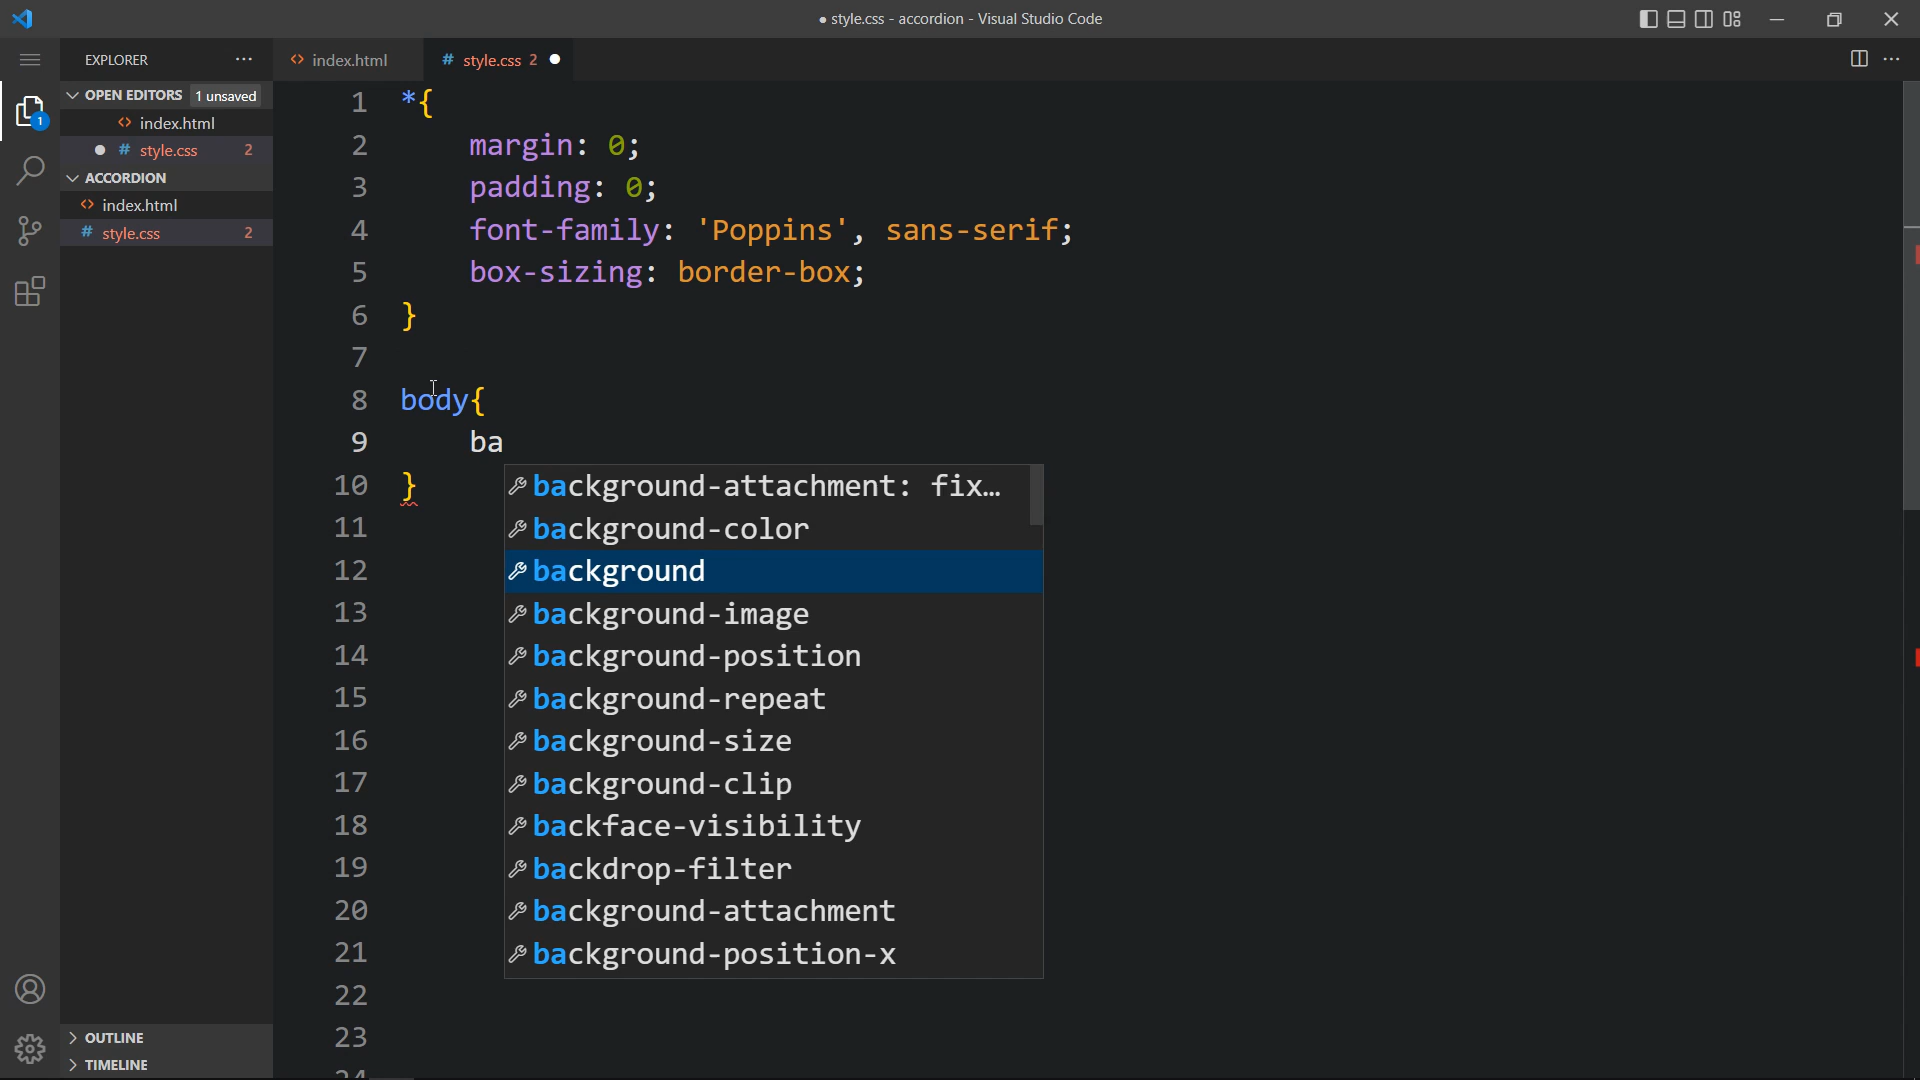 ● style.css - accordion - Visual Studio Code
EXPLORER
index.html
# style.css 2
OPEN EDITORS 1 unsaved
index.html
# style.css 2
ACCORDION
index.html
# style.css 2
1
OUTLINE
TIMELINE
1 *{
2 margin: 0;
3 padding: 0;
4 font-family: 'Poppins', sans-serif;
5 box-sizing: border-box;
6 }
7
8 body{
9 ba
10 }
11
12
13
14
15
16
17
18
19
20
21
22
23
24
background-attachment: fix…
background-color
background
background-image
background-position
background-repeat
background-size
background-clip
backface-visibility
backdrop-filter
background-attachment
background-position-x